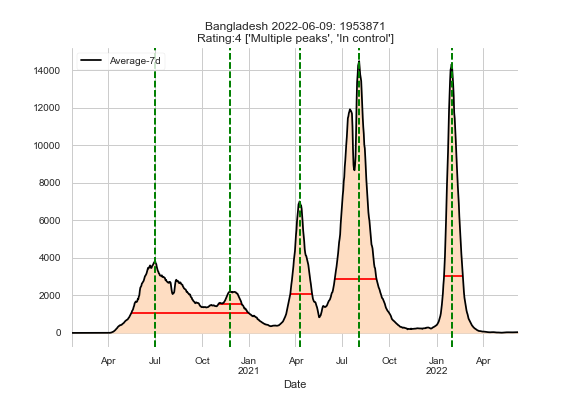 Bangladesh 2022-06-09: 1953871
Rating:4 ['Multiple peaks', 'In control']
Average-7d
14000
12000
10000
8000
6000
4000
2000
0
Apr Jul Oct Jan Apr Jul Oct Jan Apr
2021 2022
Date